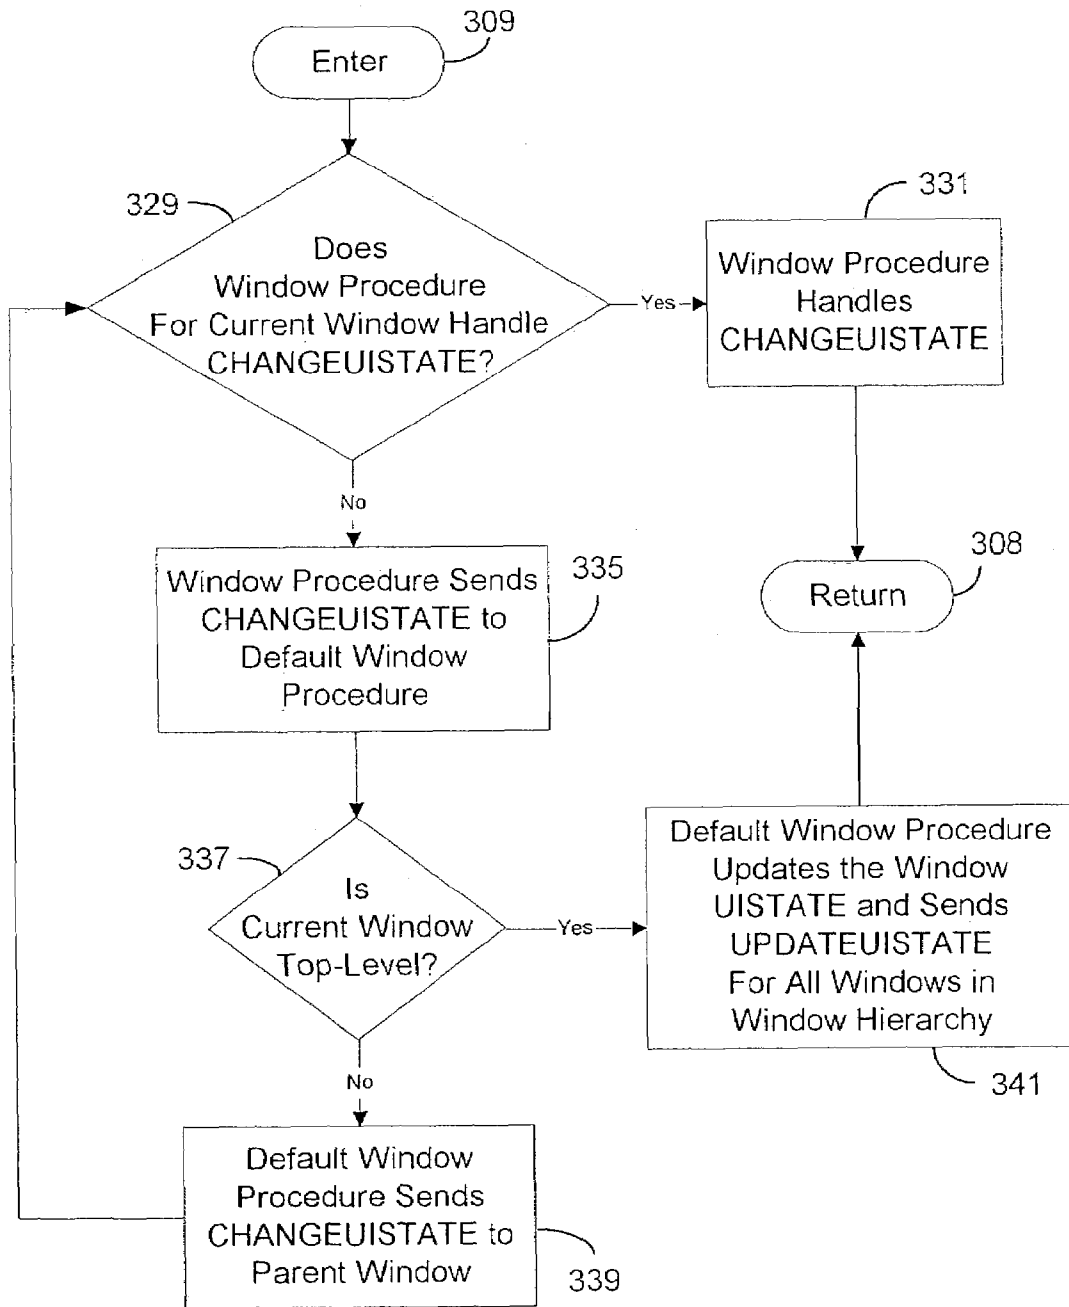 309
Enter
329
Does
Window Procedure
For Current Window Handle
CHANGEUISTATE?
Yes
331
Window Procedure
Handles
CHANGEUISTATE
No
Window Procedure Sends
CHANGEUISTATE to
Default Window
Procedure
335
308
Return
337
Is
Current Window
Top-Level?
Yes
Default Window Procedure
Updates the Window
UISTATE and Sends
UPDATEUISTATE
For All Windows in
Window Hierarchy
341
No
Default Window
Procedure Sends
CHANGEUISTATE to
Parent Window
339